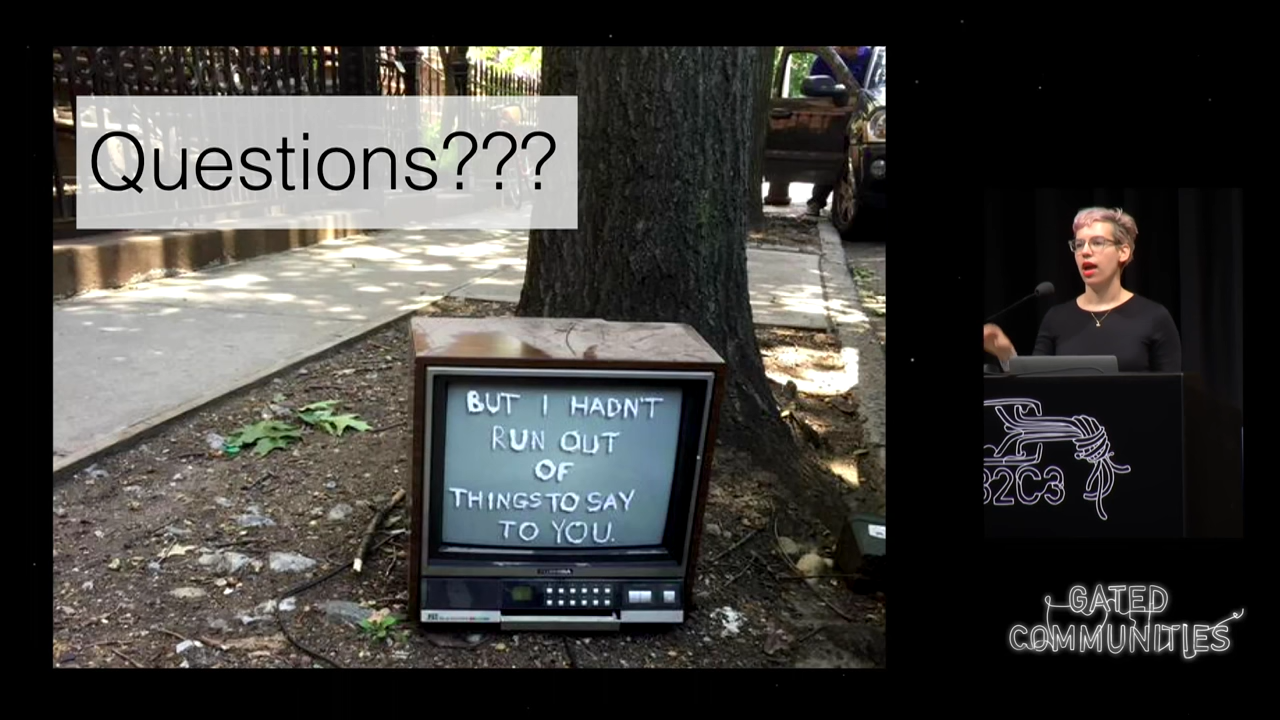 Questions???
BUT I HADN'T
RUN OUT
OF
THINGS TO SAY
TO YOU.
32C3
GATED
COMMUNITIES